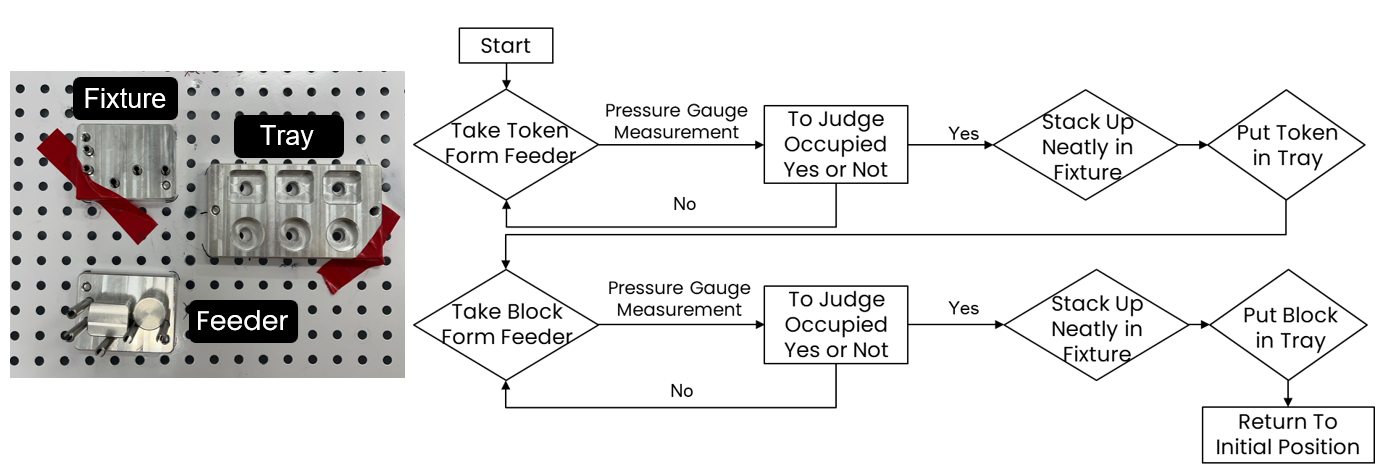 Fixture
Tray
Feeder
Start
Take Token
Form Feeder
Pressure Gauge
Measurement
To Judge
Occupied
Yes or Not
Yes
Stack Up
Neatly in
Fixture
Put Token
in Tray
No
Take Block
Form Feeder
Pressure Gauge
Measurement
To Judge
Occupied
Yes or Not
Yes
Stack Up
Neatly in
Fixture
Put Block
in Tray
No
Return To
Initial Position